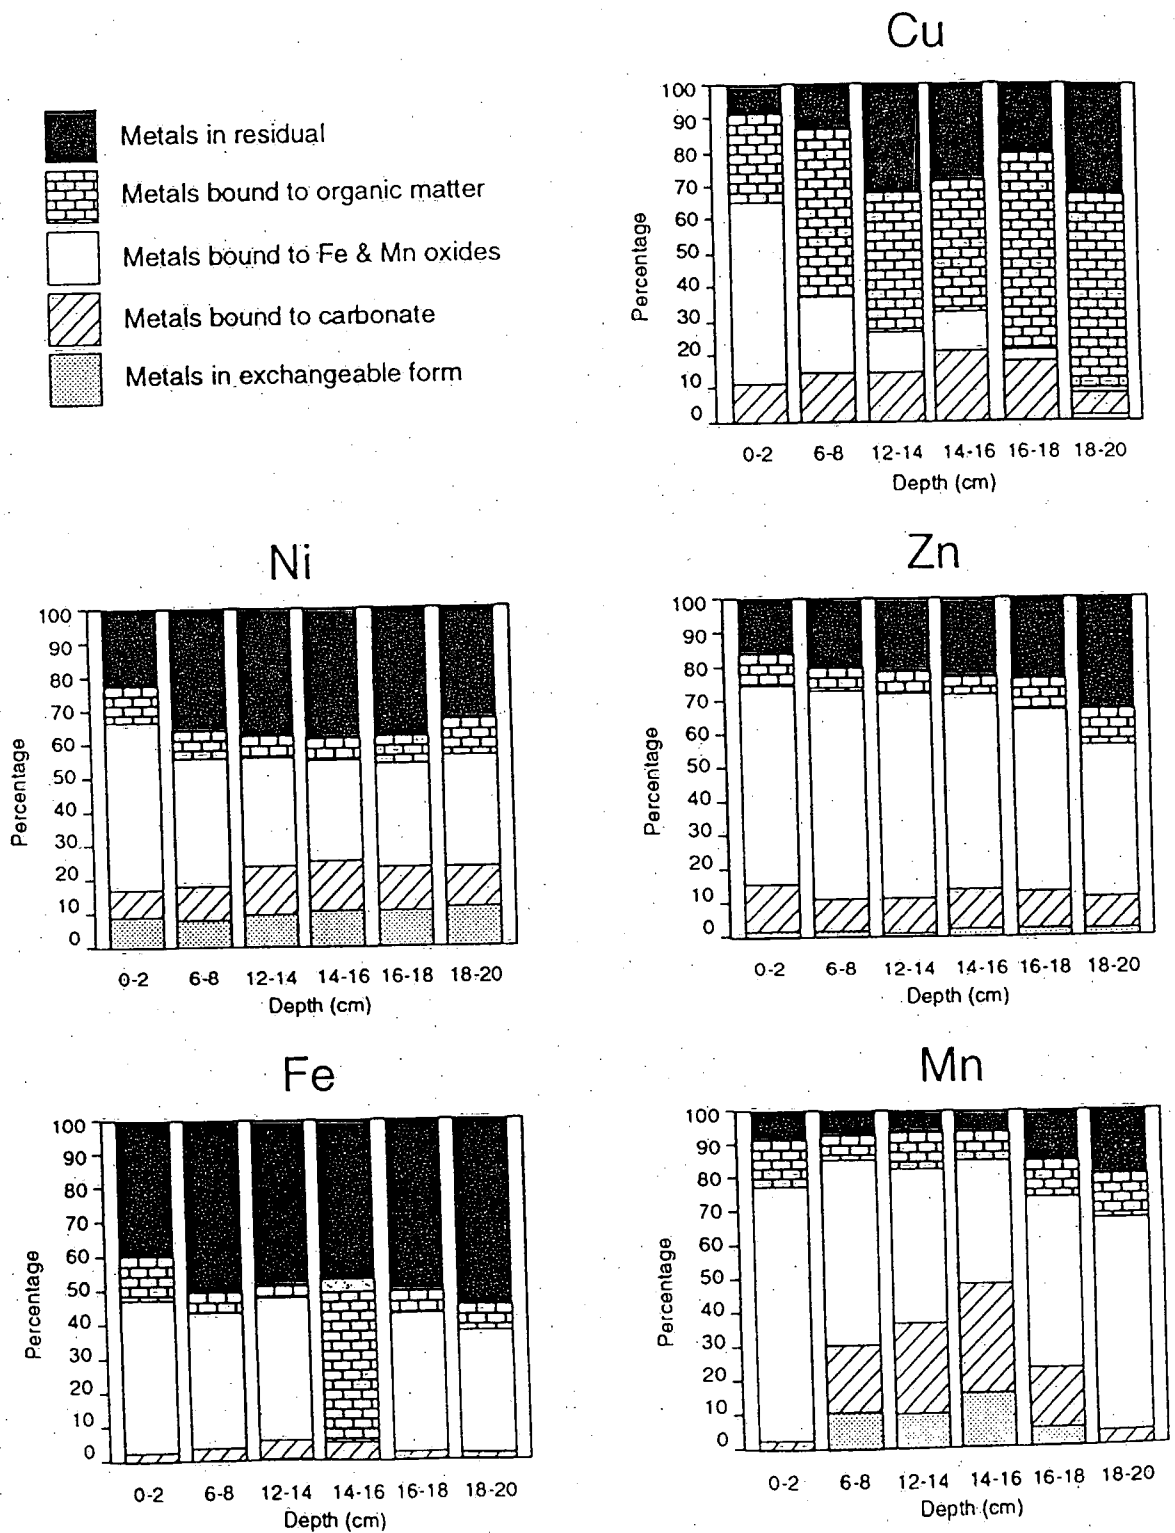 Cu
Metals in residual
Metals bound to organic matter
Metals bound to Fe & Mn oxides
Metals bound to carbonate
Metals in exchangeable form
100
90
80
70
60
50
40
30
20
10
0
Percentage
0-2 6-8 12-14 14-16 16-18 18-20
Depth (cm)
Ni
100
90
80
70
60
50
40
30
20
10
0
Percentage
0-2 6-8 12-14 14-16 16-18 18-20
Depth (cm)
Zn
100
90
80
70
60
50
40
30
20
10
0
Percentage
0-2 6-8 12-14 14-16 16-18 18-20
Depth (cm)
Fe
100
90
80
70
60
50
40
30
20
10
0
Percentage
0-2 6-8 12-14 14-16 16-18 18-20
Depth (cm)
Mn
100
90
80
70
60
50
40
30
20
10
0
Percentage
0-2 6-8 12-14 14-16 16-18 18-20
Depth (cm)